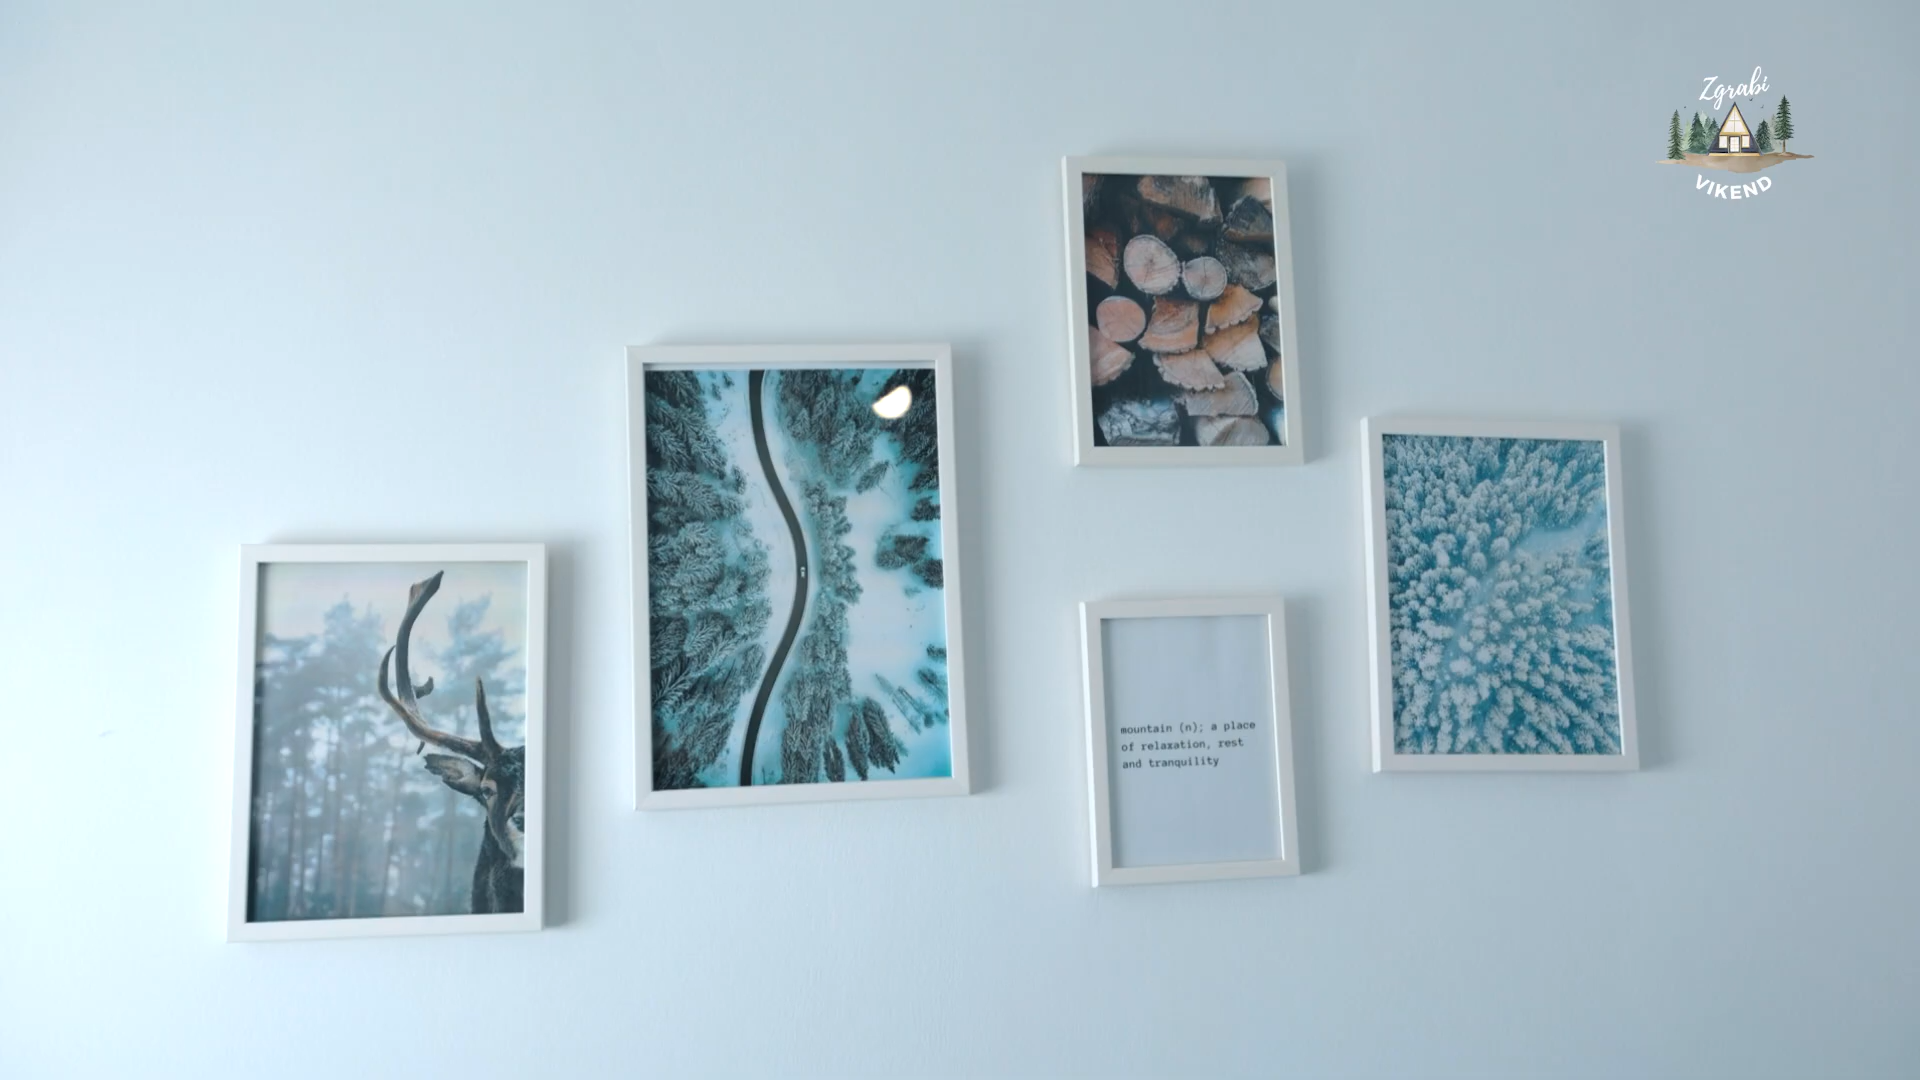 Zgrabi
VIKEND
mountain (n); a place
of relaxation, rest
and tranquility